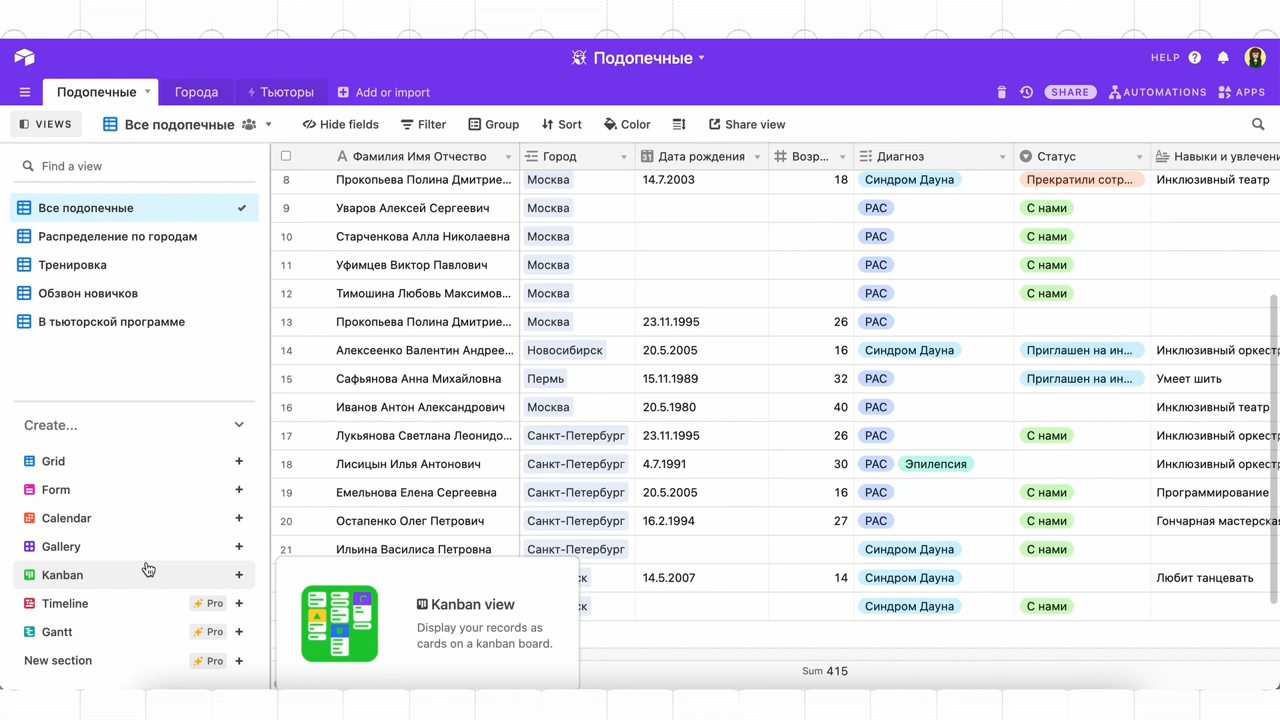 Подопечные
HELP
Подопечные
Города
Тьюторы
Add or import
SHARE
AUTOMATIONS
APPS
VIEWS
Все подопечные
Hide fields
Filter
Group
Sort
Color
Share view
Find a view
Все подопечные
Распределение по городам
Тренировка
Обзвон новичков
В тьюторской программе
Create...
Grid
Form
Calendar
Gallery
Kanban
Timeline Pro
Gantt Pro
New section Pro
Фамилия Имя Отчество Город Дата рождения Возр... Диагноз Статус Навыки и увлечени
8 Прокопьева Полина Дмитрие... Москва 14.7.2003 18 Синдром Дауна Прекратили сотр... Инклюзивный театр
9 Уваров Алексей Сергеевич Москва РАС С нами
10 Старченкова Алла Николаевна Москва РАС С нами
11 Уфимцев Виктор Павлович Москва РАС С нами
12 Тимошина Любовь Максимов... Москва РАС С нами
13 Прокопьева Полина Дмитрие... Москва 23.11.1995 26 РАС
14 Алексеенко Валентин Андрее... Новосибирск 20.5.2005 16 Синдром Дауна Приглашен на ин... Инклюзивный оркестр
15 Сафьянова Анна Михайловна Пермь 15.11.1989 32 РАС Приглашен на ин... Умеет шить
16 Иванов Антон Александрович Москва 20.5.1980 40 РАС Инклюзивный театр
17 Лукьянова Светлана Леонидо... Санкт-Петербург 23.11.1995 26 РАС С нами Инклюзивный оркестр
18 Лисицын Илья Антонович Санкт-Петербург 4.7.1991 30 РАС Эпилепсия Инклюзивный оркестр
19 Емельнова Елена Сергеевна Санкт-Петербург 20.5.2005 16 РАС С нами Программирование
20 Остапенко Олег Петрович Санкт-Петербург 16.2.1994 27 РАС С нами Гончарная мастерская
21 Ильина Василиса Петровна Санкт-Петербург Синдром Дауна С нами
ск 14.5.2007 14 Синдром Дауна Любит танцевать
ск Синдром Дауна С нами
Kanban view
Display your records as
cards on a kanban board.
Sum 415